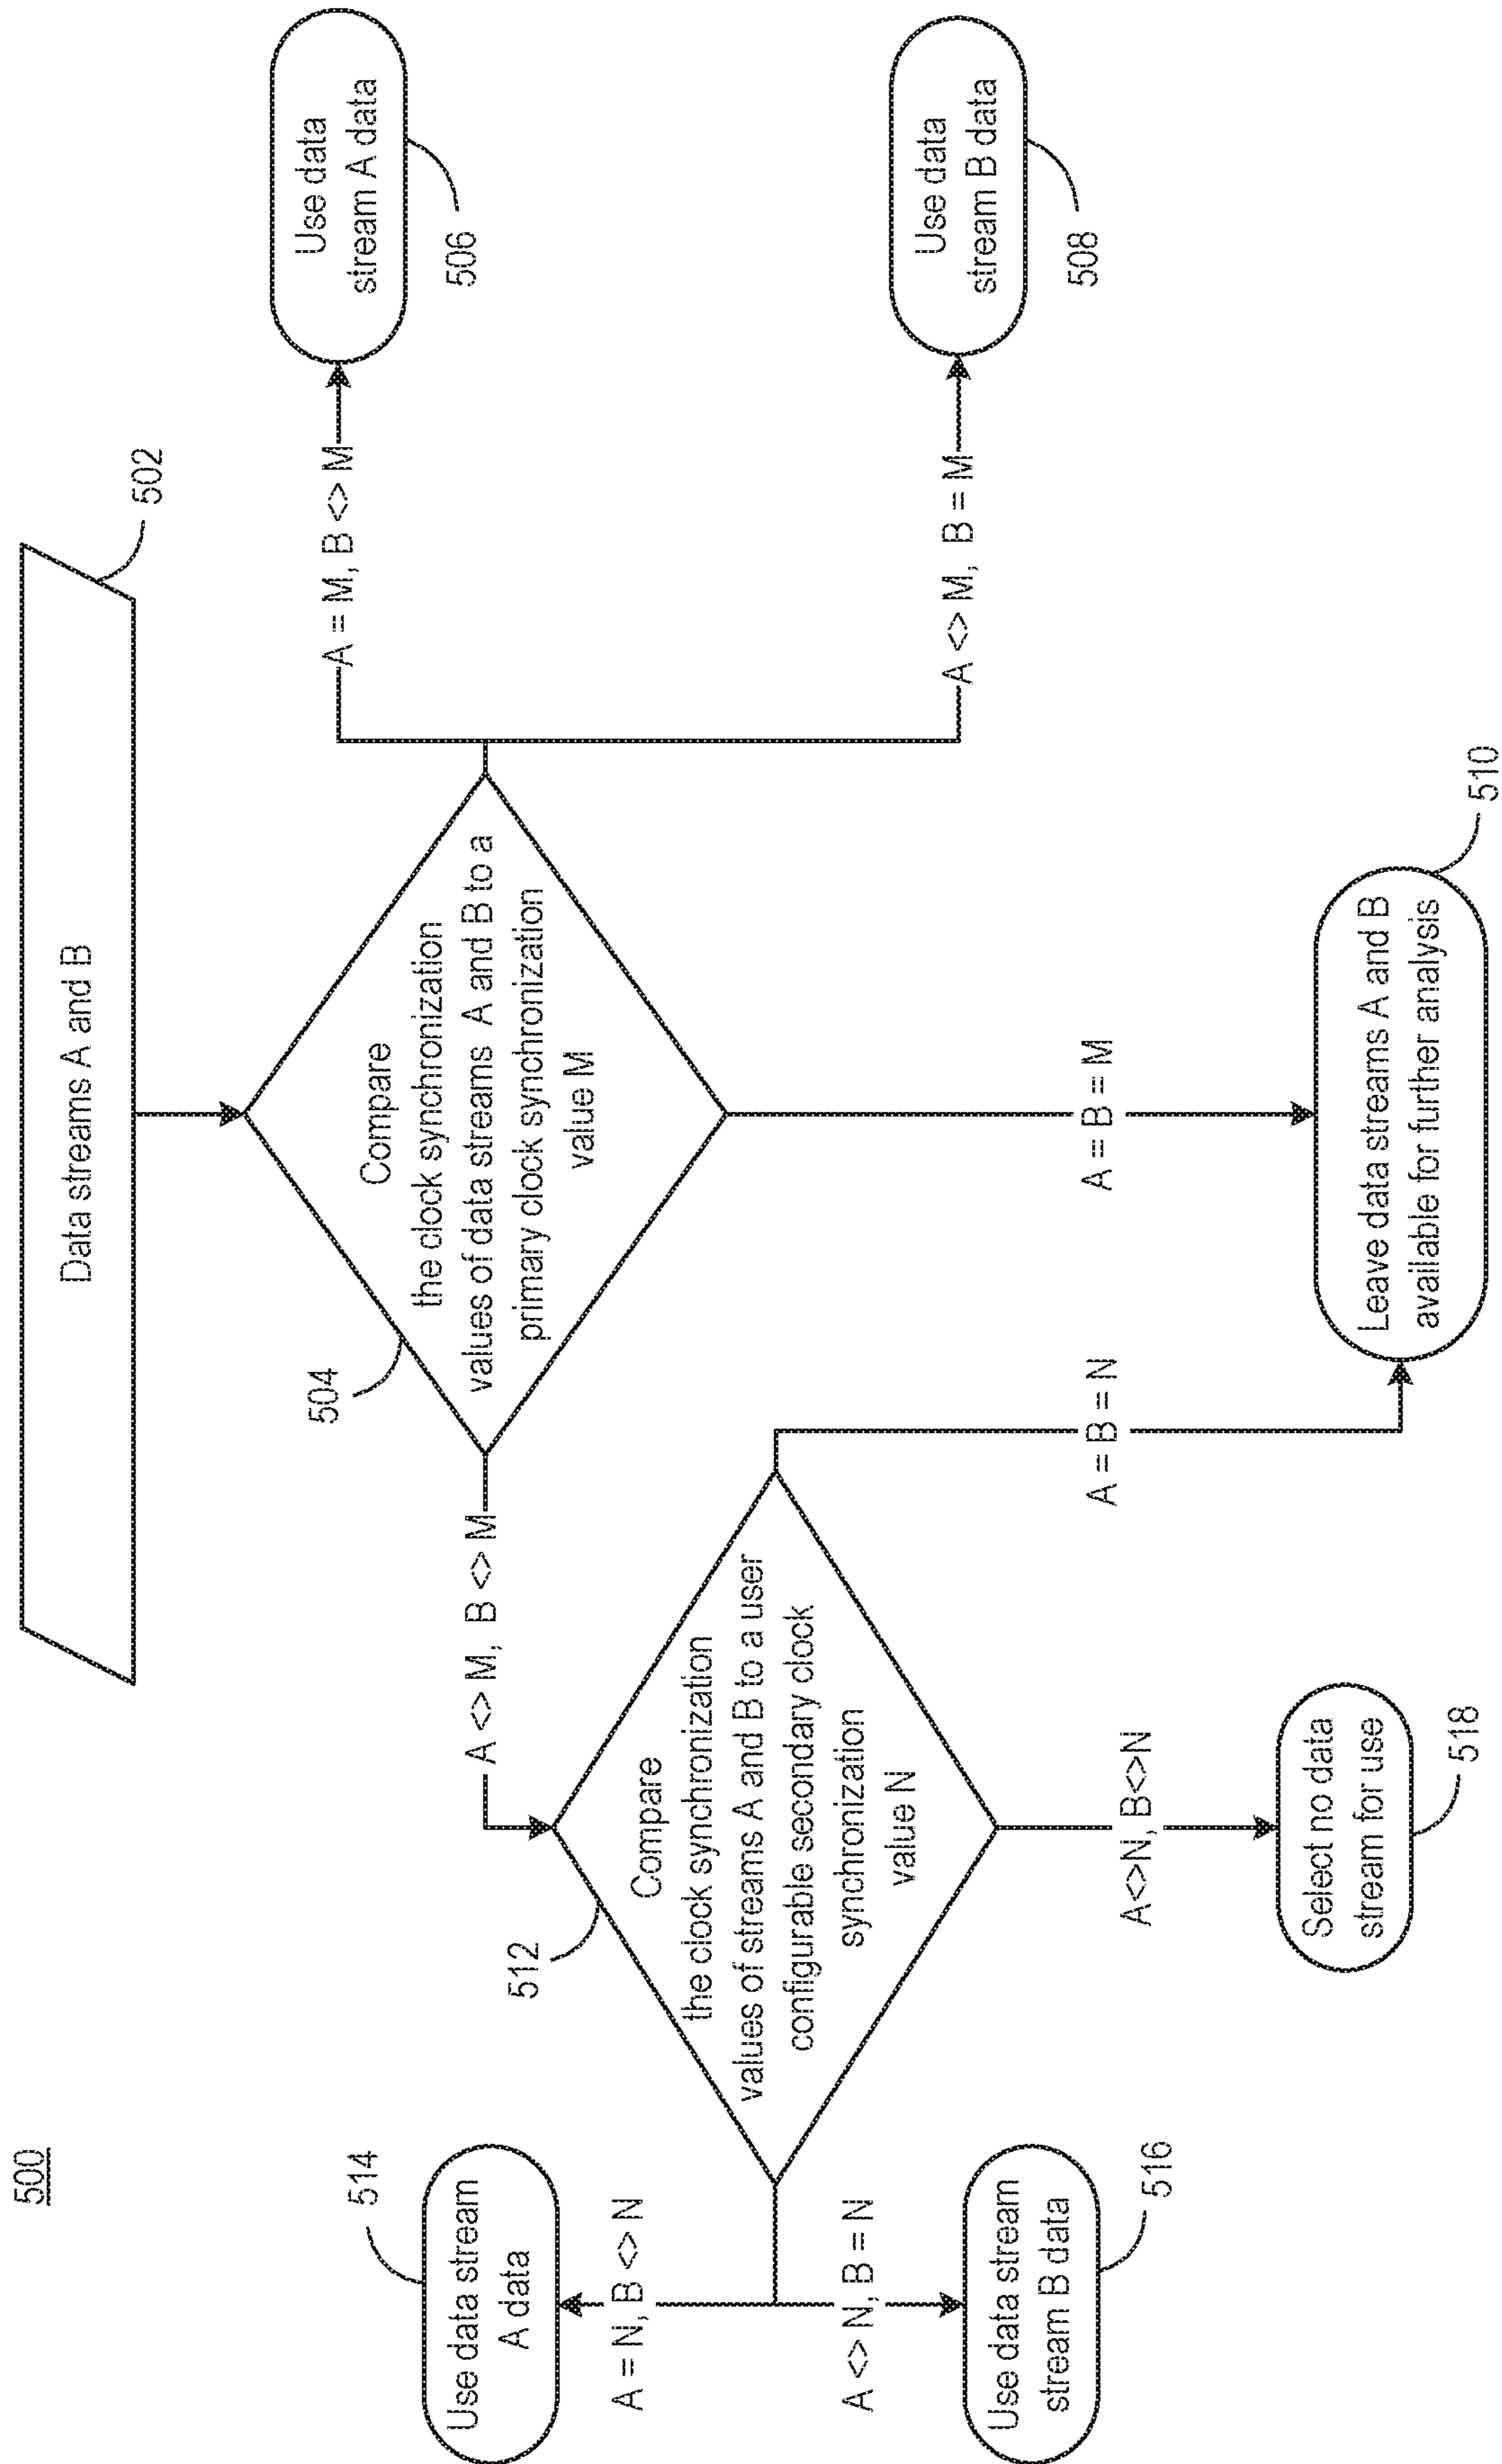 500
Data streams A and B
502
Compare
the clock synchronization
values of data streams A and B to a
primary clock synchronization
value M
504
A = M, B <> M
Use data
stream A data
506
A <> M, B = M
Use data
stream B data
508
A = B = M
Leave data streams A and B
available for further analysis
510
A <> M, B <> M
Compare
the clock synchronization
values of streams A and B to a user
configurable secondary clock
synchronization
value N
512
A = B = N
A = N, B <> N
Use data stream
A data
514
A <> N, B = N
Use data stream
stream B data
516
A<>N, B<>N
Select no data
stream for use
518